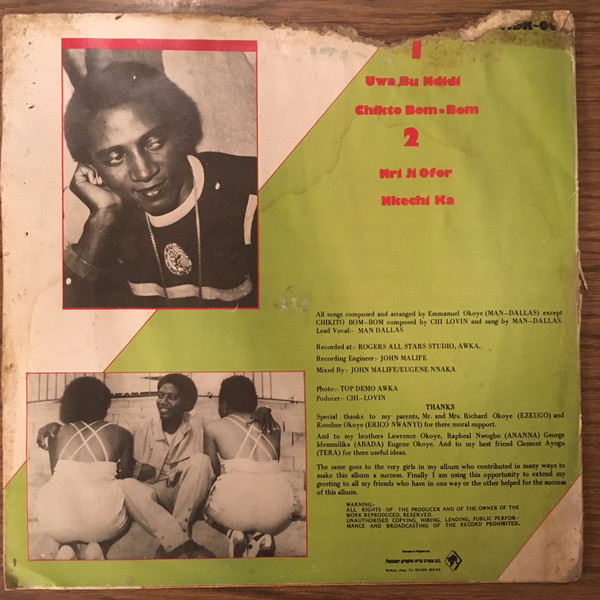 1
Uwa Bu Ndidi
Chikto Bom-Bom
2
Nri Ji Ofor
Nkechi Ka
All songs composed and arranged by Emmanuel Okoye (MAN-DALLAS) except
CHIKITO BOM-BOM composed by CHI LOVIN and sang by MAN-DALLAS.
Lead Vocal:- MAN DALLAS
Recorded at:- ROGERS ALL STARS STUDIO, AWKA.
Recording Engineer:- JOHN MALIFE
Mixed By:- JOHN MALIFE/EUGENE NNAKA
Photo:- TOP DEMO AWKA
Poducer:- CHI-LOVIN
THANKS
Special thanks to my parents, Mr. and Mrs. Richard Okoye (EZEUGO) and
Roseline Okoye (ERICO NWANYI) for there moral support.
And to my brothers Lawrence Okoye, Rapheal Nwogbo (ANANNA) George
Idemmilika (ABADA) Eugene Okoye. And to my best friend Clement Ayogu
(TERA) for there useful ideas.
The same goes to the very girls in my album who contributed in many ways to
make this album a success. Finally I am using this opportunity to extend my
greeting to all my friends who have in one way or the other helped for the success
of this album.
WARNING:-
ALL RIGHTS OF THE PRODUCER AND OF THE OWNER OF THE
WORK REPRODUCED, RESERVED.
UNAUTHORISED COPYING, HIRING, LENDING, PUBLIC PERFOR-
MANCE AND BROADCASTING OF THE RECORD PROHIBITED.